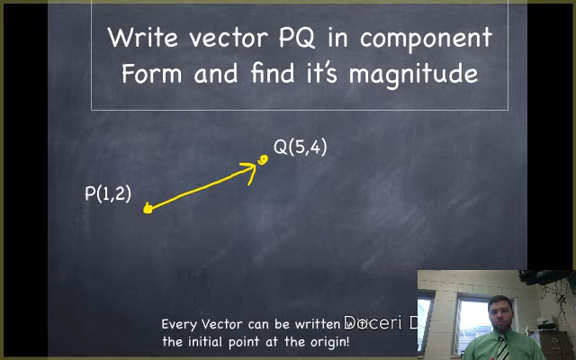 Write vector PQ in component
Form and find it's magnitude
Q(5,4)
P(1,2)
Every Vector can be written
Doceri
the initial point at the origin!